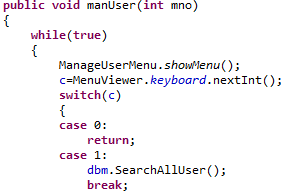 public void manUser(int mno)
{
    while(true)
    {
        ManageUserMenu.showMenu();
        c=MenuViewer.keyboard.nextInt();
        switch(c)
        {
        case 0:
            return;
        case 1:
            dbm.SearchAllUser();
            break;